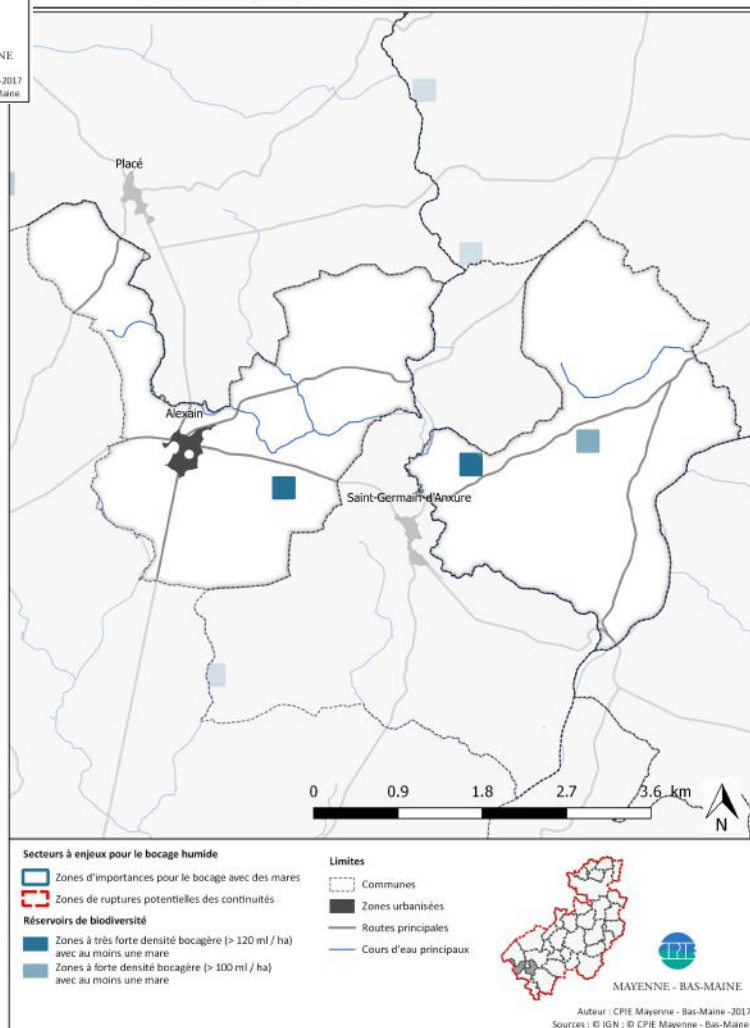 NE
-2017
Maine
Placé
Alexain
Saint-Germain-d'Anxure
0 0.9 1.8 2.7 3.6 km
N
Secteurs à enjeux pour le bocage humide
Zones d'importances pour le bocage avec des mares
Zones de ruptures potentielles des continuités
Réservoirs de biodiversité
Zones à très forte densité bocagère (> 120 ml / ha)
avec au moins une mare
Zones à forte densité bocagère (> 100 ml / ha)
avec au moins une mare
Limites
Communes
Zones urbanisées
Routes principales
Cours d'eau principaux
CPIE
MAYENNE - BAS-MAINE
Auteur : CPIE Mayenne - Bas-Maine -2017
Sources : © IGN ; © CPIE Mayenne - Bas-Maine